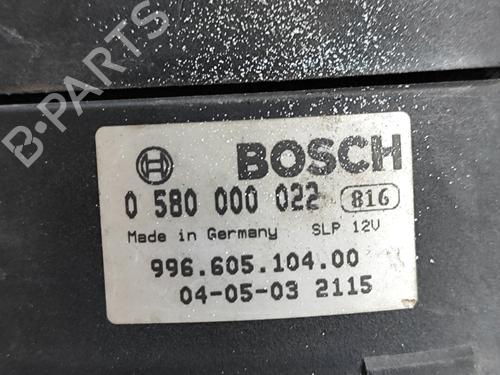 B-PARTS
BOSCH
0 580 000 022 816
Made in Germany SLP 12V
996.605.104.00
04-05-03 2115